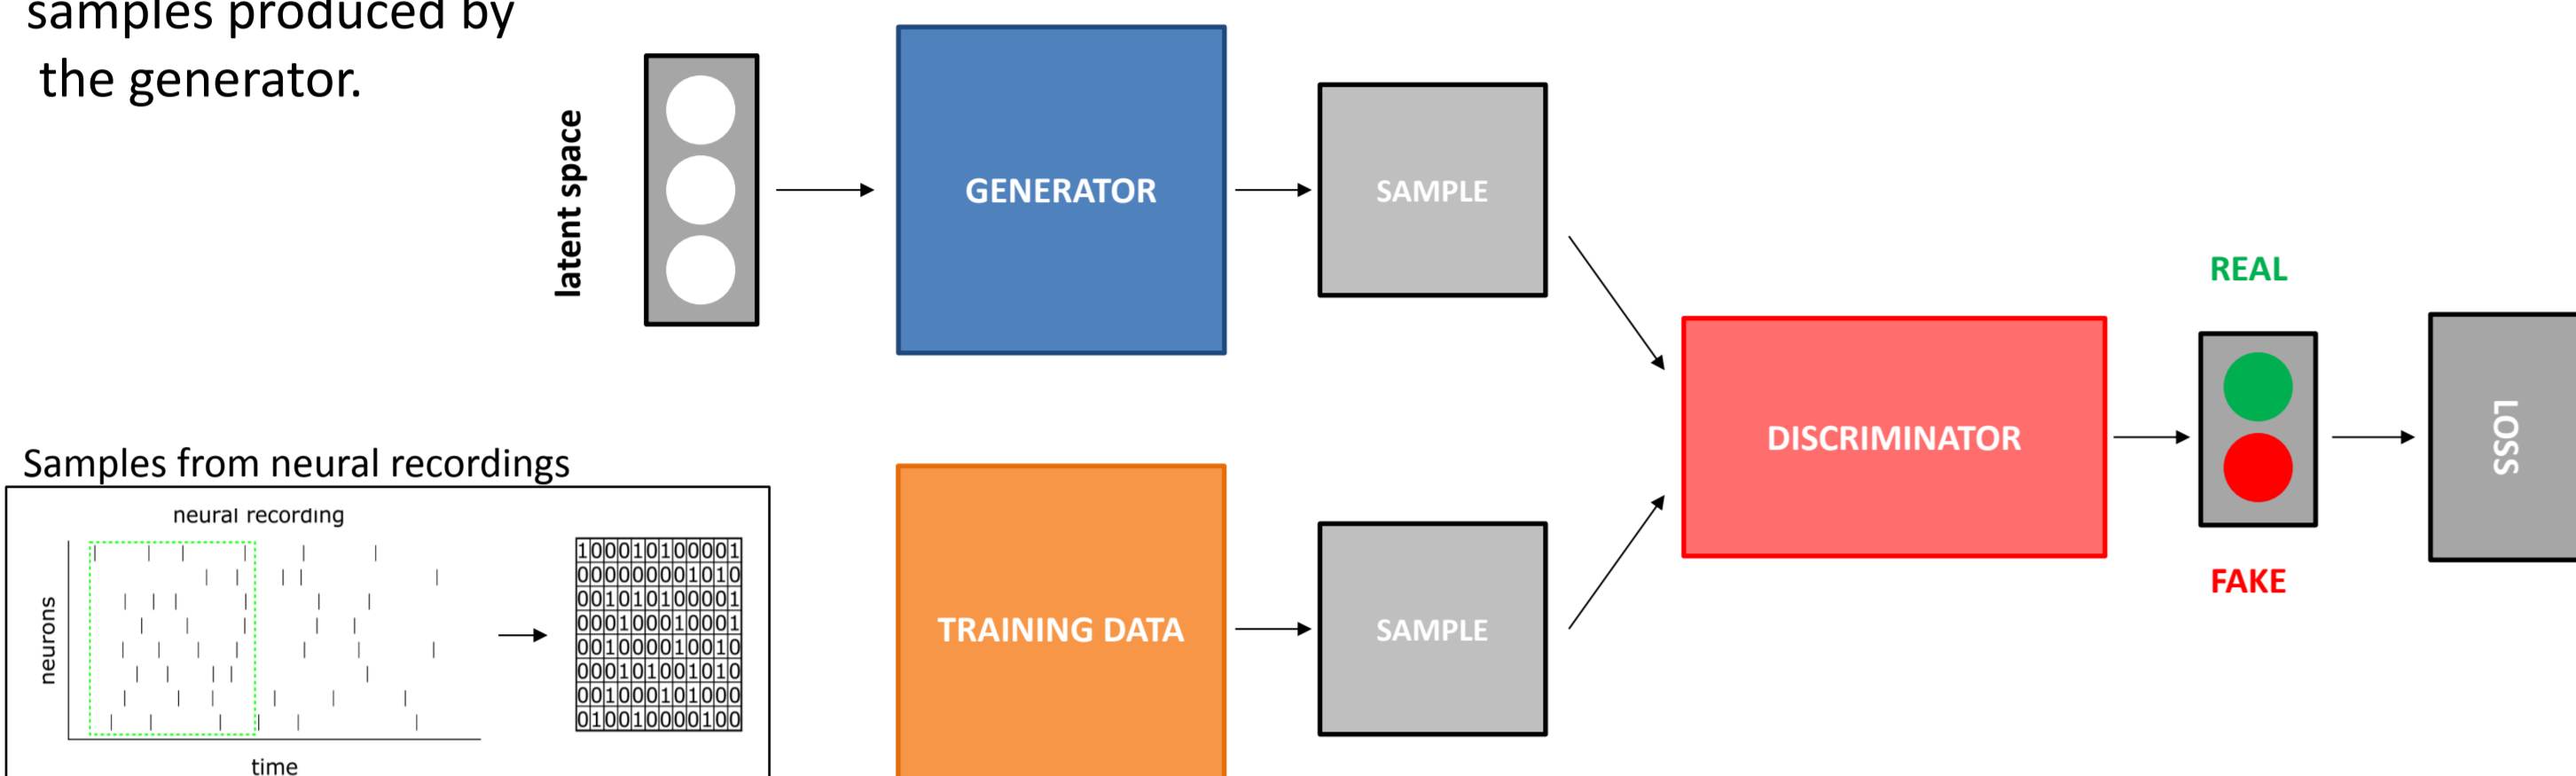 samples produced by
the generator.
latent space
GENERATOR
SAMPLE
REAL
DISCRIMINATOR
LOSS
FAKE
Samples from neural recordings
neural recording
neurons
time
100010100001
000000001010
001010100001
000100010001
001000010010
000101001010
001000101000
010010000100
TRAINING DATA
SAMPLE